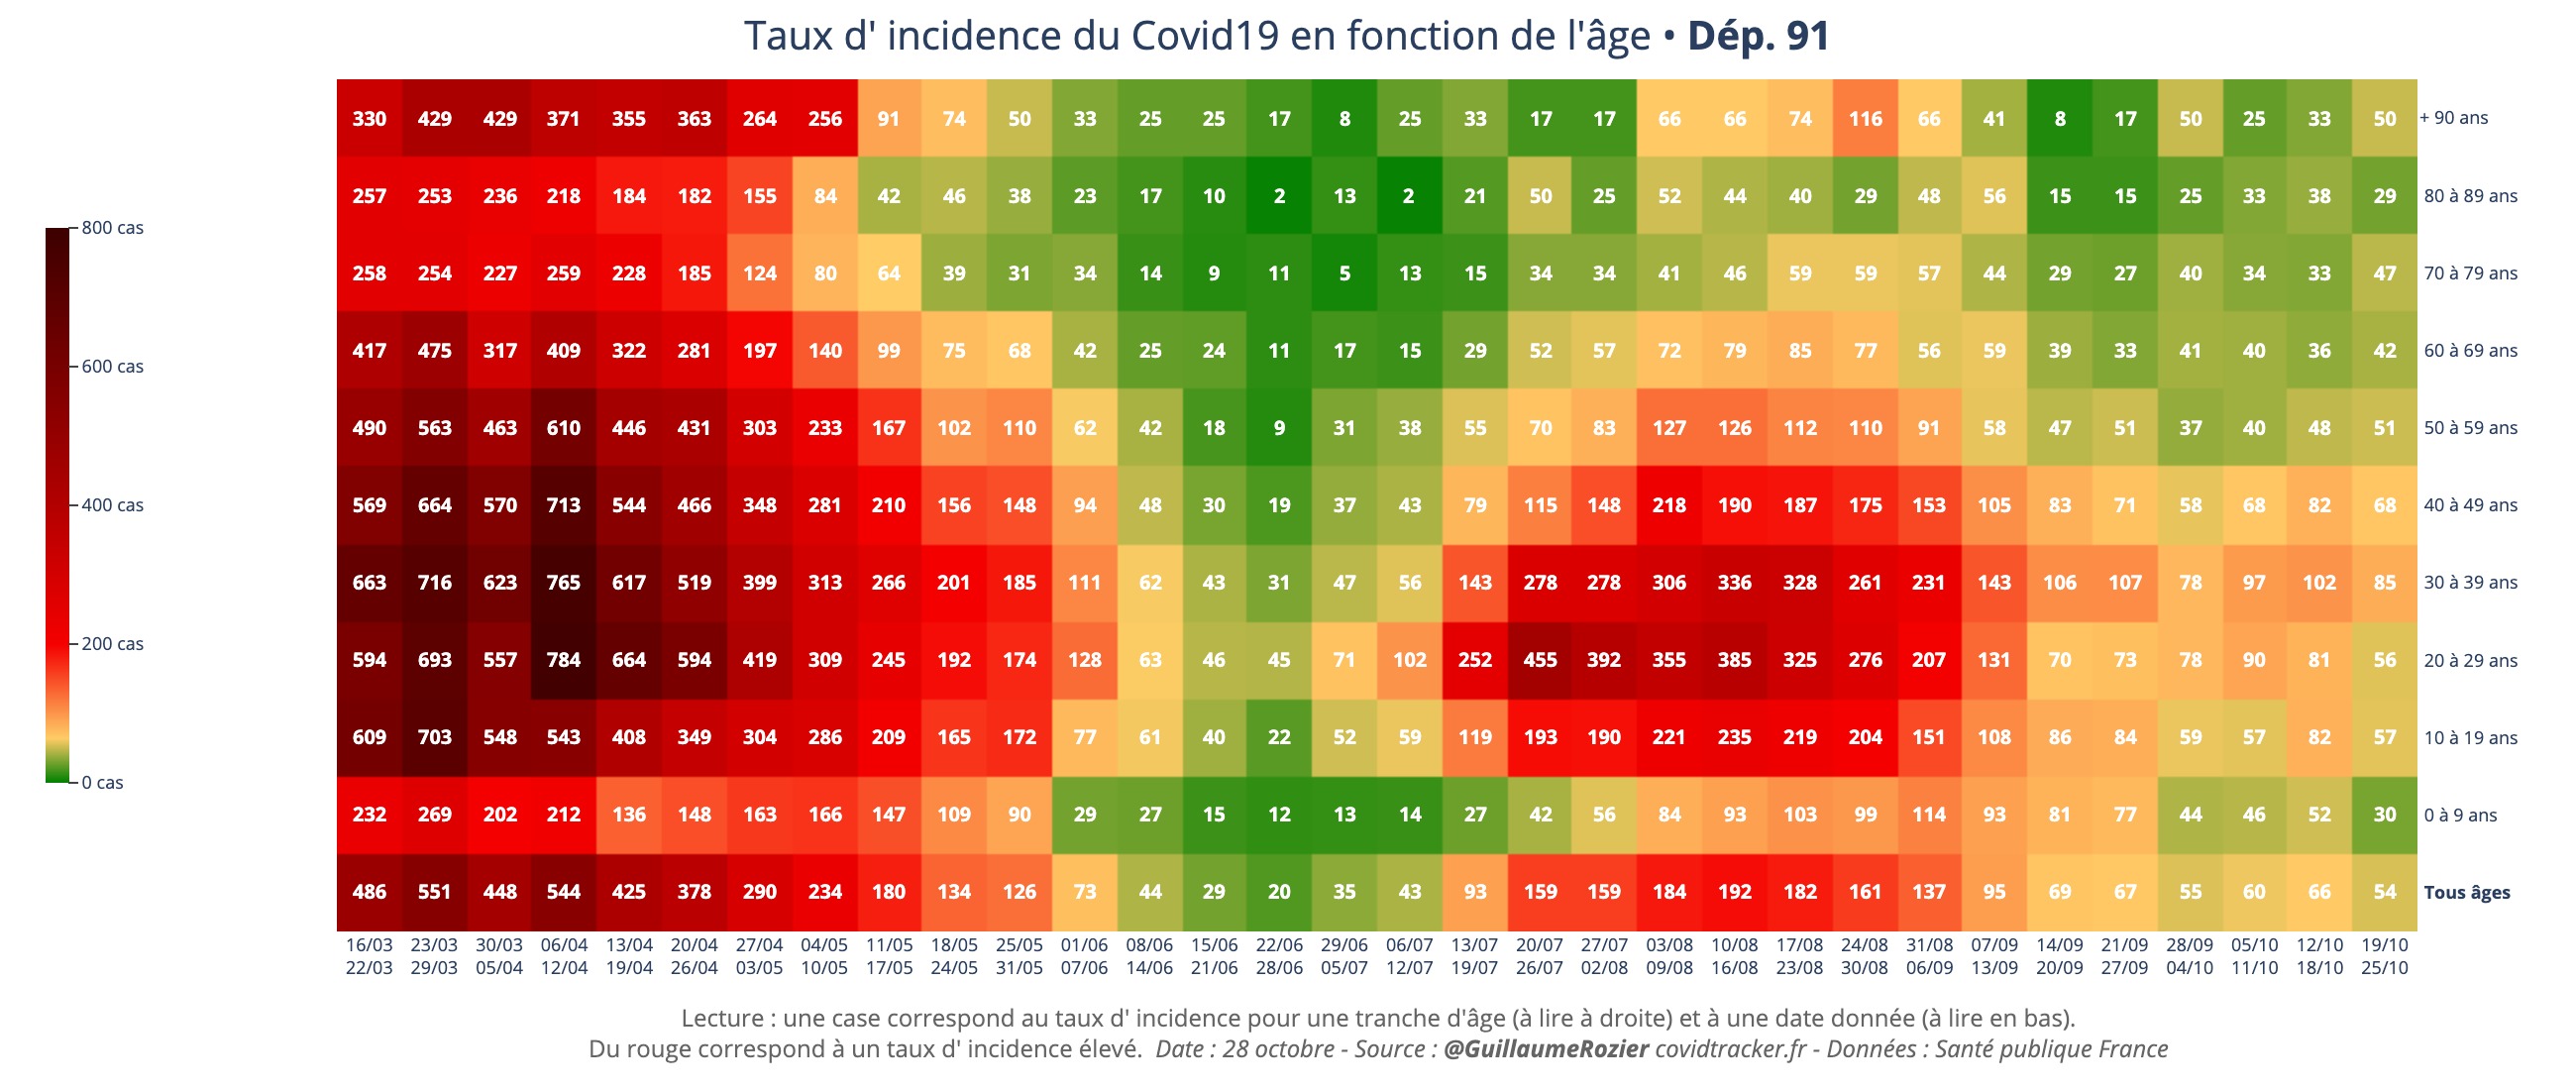 Taux d' incidence du Covid19 en fonction de l'âge • Dép. 91
800 cas
600 cas
400 cas
200 cas
0 cas
330 429 429 371 355 363 264 256 91 74 50 33 25 25 17 8 25 33 17 17 66 66 74 116 66 41 8 17 50 25 33 50 + 90 ans
257 253 236 218 184 182 155 84 42 46 38 23 17 10 2 13 2 21 50 25 52 44 40 29 48 56 15 15 25 33 38 29 80 à 89 ans
258 254 227 259 228 185 124 80 64 39 31 34 14 9 11 5 13 15 34 34 41 46 59 59 57 44 29 27 40 34 33 47 70 à 79 ans
417 475 317 409 322 281 197 140 99 75 68 42 25 24 11 17 15 29 52 57 72 79 85 77 56 59 39 33 41 40 36 42 60 à 69 ans
490 563 463 610 446 431 303 233 167 102 110 62 42 18 9 31 38 55 70 83 127 126 112 110 91 58 47 51 37 40 48 51 50 à 59 ans
569 664 570 713 544 466 348 281 210 156 148 94 48 30 19 37 43 79 115 148 218 190 187 175 153 105 83 71 58 68 82 68 40 à 49 ans
663 716 623 765 617 519 399 313 266 201 185 111 62 43 31 47 56 143 278 278 306 336 328 261 231 143 106 107 78 97 102 85 30 à 39 ans
594 693 557 784 664 594 419 309 245 192 174 128 63 46 45 71 102 252 455 392 355 385 325 276 207 131 70 73 78 90 81 56 20 à 29 ans
609 703 548 543 408 349 304 286 209 165 172 77 61 40 22 52 59 119 193 190 221 235 219 204 151 108 86 84 59 57 82 57 10 à 19 ans
232 269 202 212 136 148 163 166 147 109 90 29 27 15 12 13 14 27 42 56 84 93 103 99 114 93 81 77 44 46 52 30 0 à 9 ans
486 551 448 544 425 378 290 234 180 134 126 73 44 29 20 35 43 93 159 159 184 192 182 161 137 95 69 67 55 60 66 54 Tous âges
16/03 23/03 30/03 06/04 13/04 20/04 27/04 04/05 11/05 18/05 25/05 01/06 08/06 15/06 22/06 29/06 06/07 13/07 20/07 27/07 03/08 10/08 17/08 24/08 31/08 07/09 14/09 21/09 28/09 05/10 12/10 19/10
22/03 29/03 05/04 12/04 19/04 26/04 03/05 10/05 17/05 24/05 31/05 07/06 14/06 21/06 28/06 05/07 12/07 19/07 26/07 02/08 09/08 16/08 23/08 30/08 06/09 13/09 20/09 27/09 04/10 11/10 18/10 25/10
Lecture : une case correspond au taux d' incidence pour une tranche d'âge (à lire à droite) et à une date donnée (à lire en bas).
Du rouge correspond à un taux d' incidence élevé. Date : 28 octobre - Source : @GuillaumeRozier covidtracker.fr - Données : Santé publique France